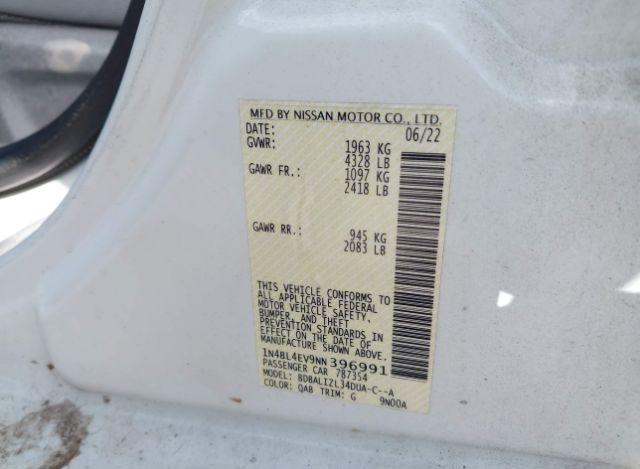 MFD BY NISSAN MOTOR CO., LTD.
DATE: 06/22
GVWR: 1963 KG
4328 LB
GAWR FR.: 1097 KG
2418 LB
GAWR RR.: 945 KG
2083 LB
THIS VEHICLE CONFORMS TO
ALL APPLICABLE FEDERAL
MOTOR VEHICLE SAFETY,
BUMPER, AND THEFT
PREVENTION STANDARDS IN
EFFECT ON THE DATE OF
MANUFACTURE SHOWN ABOVE.
1N4BL4EV9NN396991
PASSENGER CAR 787354
MODEL: BDBALIZL34DUA-C--A
COLOR: QAB TRIM: G 9N00A